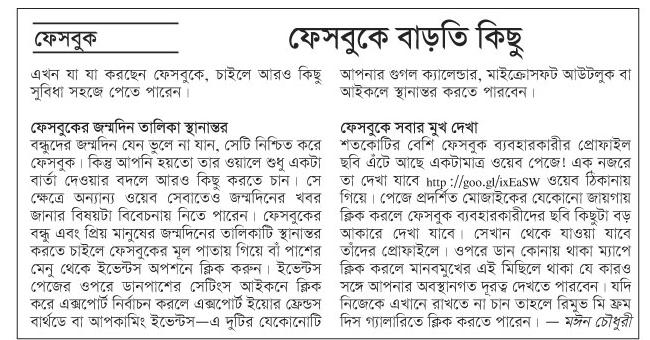 ফেসবুক
ফেসবুকে বাড়তি কিছু
এখন যা যা করছেন ফেসবুকে, চাইলে আরও কিছু
সুবিধা সহজে পেতে পারেন।
ফেসবুকের জন্মদিন তালিকা স্থানান্তর
বন্ধুদের জন্মদিন যেন ভুলে না যান, সেটি নিশ্চিত করে
ফেসবুক। কিন্তু আপনি হয়তো তার ওয়ালে শুধু একটা
বার্তা দেওয়ার বদলে আরও কিছু করতে চান। সে
ক্ষেত্রে অন্যান্য ওয়েব সেবাতেও জন্মদিনের খবর
জানার বিষয়টা বিবেচনায় নিতে পারেন। ফেসবুকের
বন্ধু এবং প্রিয় মানুষের জন্মদিনের তালিকাটি স্থানান্তর
করতে চাইলে ফেসবুকের মূল পাতায় গিয়ে বাঁ পাশের
মেনু থেকে ইভেন্টস অপশনে ক্লিক করুন। ইভেন্টস
পেজের ওপরে ডানপাশের সেটিংস আইকনে ক্লিক
করে এক্সপোর্ট নির্বাচন করলে এক্সপোর্ট ইয়োর ফ্রেন্ডস
বার্থডে বা আপকামিং ইভেন্টস—এ দুটির যেকোনোটি
আপনার গুগল ক্যালেন্ডার, মাইক্রোসফট আউটলুক বা
আইকলে স্থানান্তর করতে পারবেন।
ফেসবুকে সবার মুখ দেখা
শতকোটির বেশি ফেসবুক ব্যবহারকারীর প্রোফাইল
ছবি এঁটে আছে একটামাত্র ওয়েব পেজে! এক নজরে
তা দেখা যাবে http://goo.gl/ixEaSW ওয়েব ঠিকানায়
গিয়ে। পেজে প্রদর্শিত মোজাইকের যেকোনো জায়গায়
ক্লিক করলে ফেসবুক ব্যবহারকারীদের ছবি কিছুটা বড়
আকারে দেখা যাবে। সেখান থেকে যাওয়া যাবে
তাঁদের প্রোফাইলে। ওপরে ডান কোনায় থাকা ম্যাপে
ক্লিক করলে মানবমুখের এই মিছিলে থাকা যে কারও
সঙ্গে আপনার অবস্থানগত দূরত্ব দেখতে পারবেন। যদি
নিজেকে এখানে রাখতে না চান তাহলে রিমুভ মি ফ্রম
দিস গ্যালারিতে ক্লিক করতে পারেন। — মঈন চৌধুরী